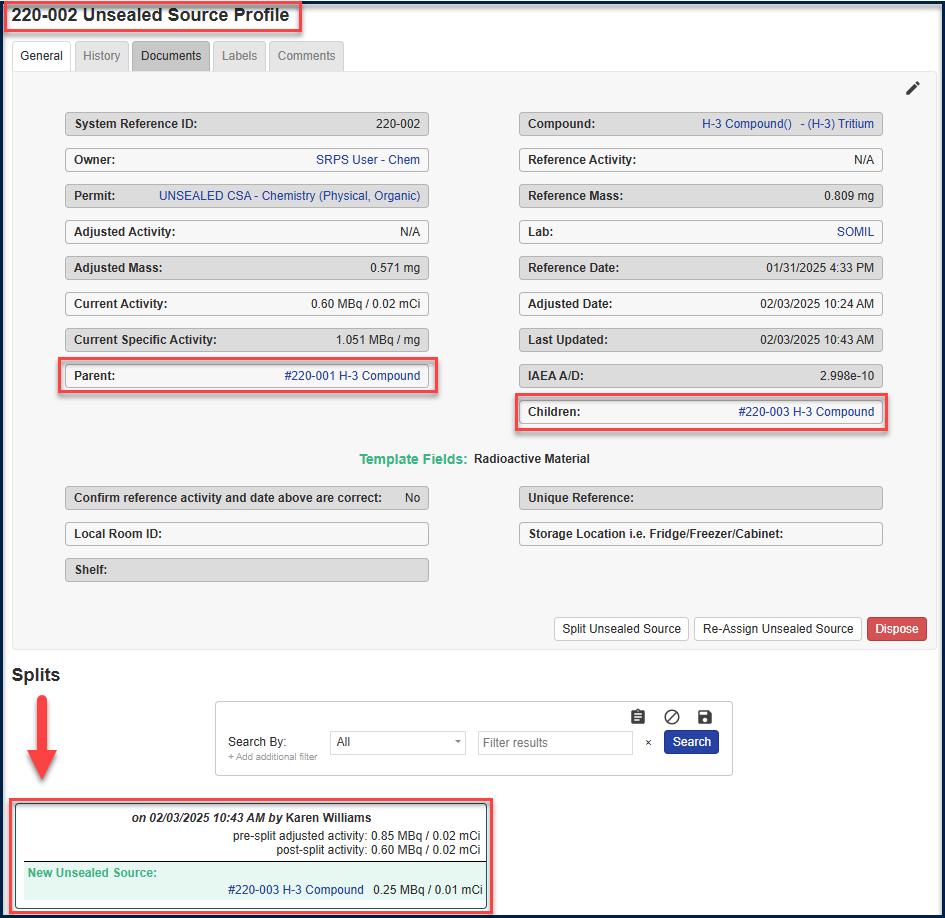 220-002 Unsealed Source Profile
General History Documents Labels Comments
System Reference ID: 220-002
Compound: H-3 Compound() - (H-3) Tritium
Owner: SRPS User - Chem
Reference Activity: N/A
Permit: UNSEALED CSA - Chemistry (Physical, Organic)
Reference Mass: 0.809 mg
Adjusted Activity: N/A
Lab: SOMIL
Adjusted Mass: 0.571 mg
Reference Date: 01/31/2025 4:33 PM
Current Activity: 0.60 MBq / 0.02 mCi
Adjusted Date: 02/03/2025 10:24 AM
Current Specific Activity: 1.051 MBq / mg
Last Updated: 02/03/2025 10:43 AM
Parent: #220-001 H-3 Compound
IAEA A/D: 2.998e-10
Children: #220-003 H-3 Compound
Template Fields: Radioactive Material
Confirm reference activity and date above are correct: No
Unique Reference:
Local Room ID:
Storage Location i.e. Fridge/Freezer/Cabinet:
Shelf:
Split Unsealed Source Re-Assign Unsealed Source Dispose
Splits
Search By: All Filter results × Search
+ Add additional filter
on 02/03/2025 10:43 AM by Karen Williams
pre-split adjusted activity: 0.85 MBq / 0.02 mCi
post-split activity: 0.60 MBq / 0.02 mCi
New Unsealed Source:
#220-003 H-3 Compound 0.25 MBq / 0.01 mCi